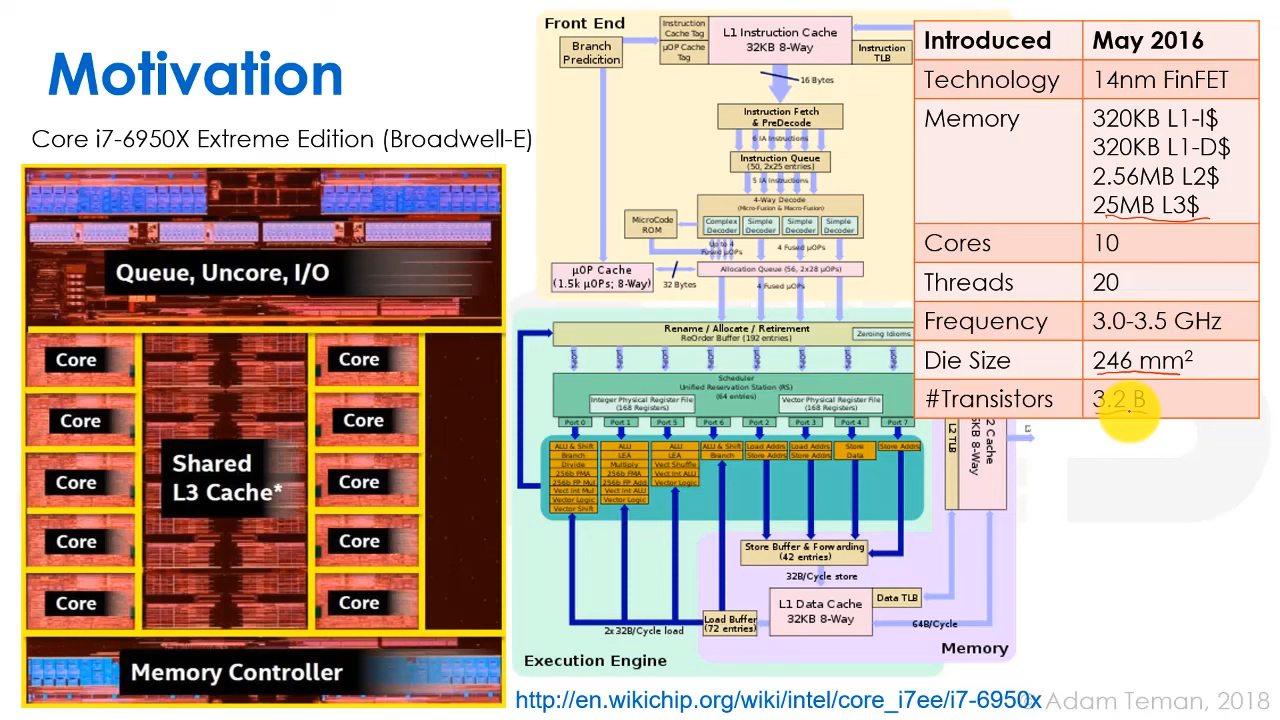 Motivation
Core i7-6950X Extreme Edition (Broadwell-E)
Queue, Uncore, I/O
Core
Core
Core
Core
Core
Core
Core
Core
Core
Core
Shared
L3 Cache*
Memory Controller
Front End
Branch
Predicition
Instruction
Cache Tag
µOP Cache
Tag
L1 Instruction Cache
32KB 8-Way
Instruction
TLB
16 Bytes
Instruction Fetch
& PreDecode
6 IA Instructions
Instruction Queue
(50, 2x25 entries)
5 IA Instructions
4-Way Decode
(Micro-Fusion & Macro-Fusion)
MicroCode
ROM
Complex
Decoder
Simple
Decoder
Simple
Decoder
Simple
Decoder
Up to 4
Fused µOPs
4 Fused µOPs
µOP Cache
(1.5k µOPs; 8-Way)
32 Bytes
Allocation Queue (56, 2x28 µOPs)
4 Fused µOPs
Rename / Allocate / Retirement
ReOrder Buffer (192 entries)
Zeroing Idioms
Scheduler
Unified Reservation Station (RS)
(64 entries)
Integer Physical Register File
(168 Registers)
Vector Physical Register File
(168 Registers)
Port 0
Port 1
Port 5
Port 6
Port 2
Port 3
Port 4
Port 7
ALU & Shift
Branch
Divide
256b FMA
256b FP Mul
Vect Int Mul
Vector Logic
Vector Shift
ALU
LEA
Multiply
256b FMA
256b FP Add
Vect Int ALU
Vector Logic
ALU
LEA
Vect Shuffle
Vect Int ALU
Vector Logic
ALU & Shift
Branch
Load Addrs
Store Addrs
Load Addrs
Store Addrs
Store
Data
Store Addrs
Store Buffer & Forwarding
(42 entries)
32B/Cycle store
L1 Data Cache
32KB 8-Way
Data TLB
Load Buffer
(72 entries)
2x 32B/Cycle load
64B/Cycle
L2 TLB
Memory
Execution Engine
Introduced May 2016
Technology 14nm FinFET
Memory 320KB L1-I$
320KB L1-D$
2.56MB L2$
25MB L3$
Cores 10
Threads 20
Frequency 3.0-3.5 GHz
Die Size 246 mm²
#Transistors 3.2 B
http://en.wikichip.org/wiki/intel/core_i7ee/i7-6950x
© Adam Teman, 2018